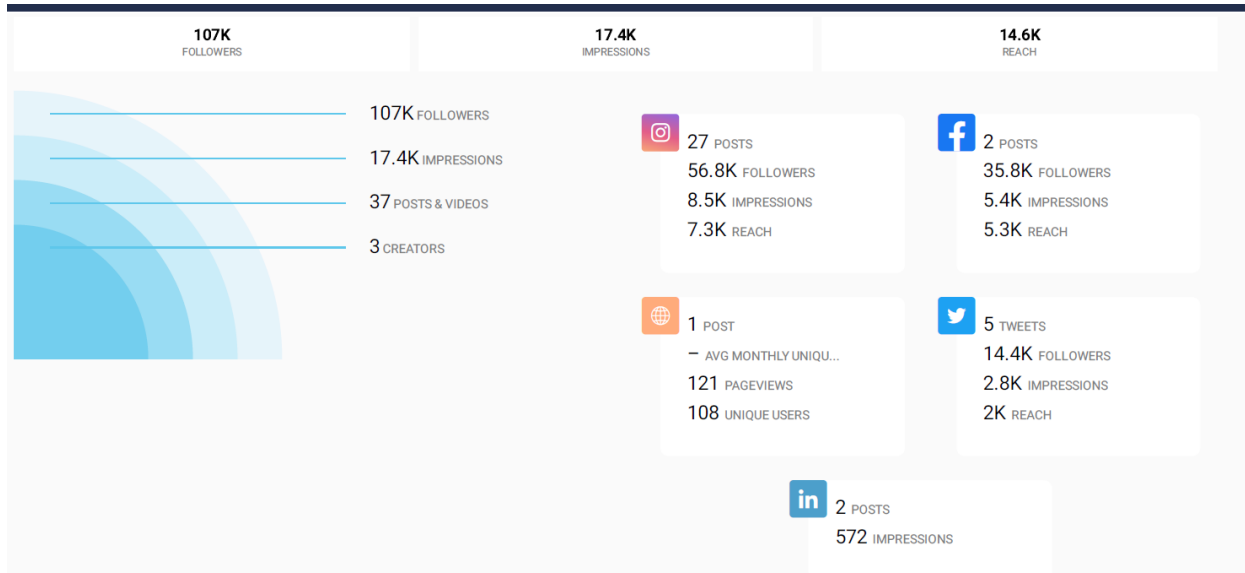 107K
FOLLOWERS
17.4K
IMPRESSIONS
14.6K
REACH
107K FOLLOWERS
17.4K IMPRESSIONS
37 POSTS & VIDEOS
3 CREATORS
27 POSTS
56.8K FOLLOWERS
8.5K IMPRESSIONS
7.3K REACH
2 POSTS
35.8K FOLLOWERS
5.4K IMPRESSIONS
5.3K REACH
1 POST
– AVG MONTHLY UNIQU...
121 PAGEVIEWS
108 UNIQUE USERS
5 TWEETS
14.4K FOLLOWERS
2.8K IMPRESSIONS
2K REACH
in
2 POSTS
572 IMPRESSIONS